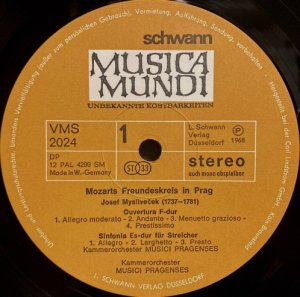 schwann
MUSICA
MUNDI
UNBEKANNTE KOSTBARKEITEN
VMS
2024
1
L. Schwann
Verlag
Düsseldorf
DP
12 PAL 4299 SM
Made in W.-Germany
ST 33
P 1968
stereo
auch mono abspielbar
Mozarts Freundeskreis in Prag
Josef Mysliveček (1737—1781)
Ouvertura F-dur
1. Allegro moderato - 2. Andante - 3. Menuetto grazioso -
4. Prestissimo
Sinfonia Es-dur für Streicher
1. Allegro - 2. Larghetto - 3. Presto
Kammerorchester MUSICI PRAGENSES
Kammerorchester
MUSICI PRAGENSES
L. SCHWANN VERLAG DÜSSELDORF